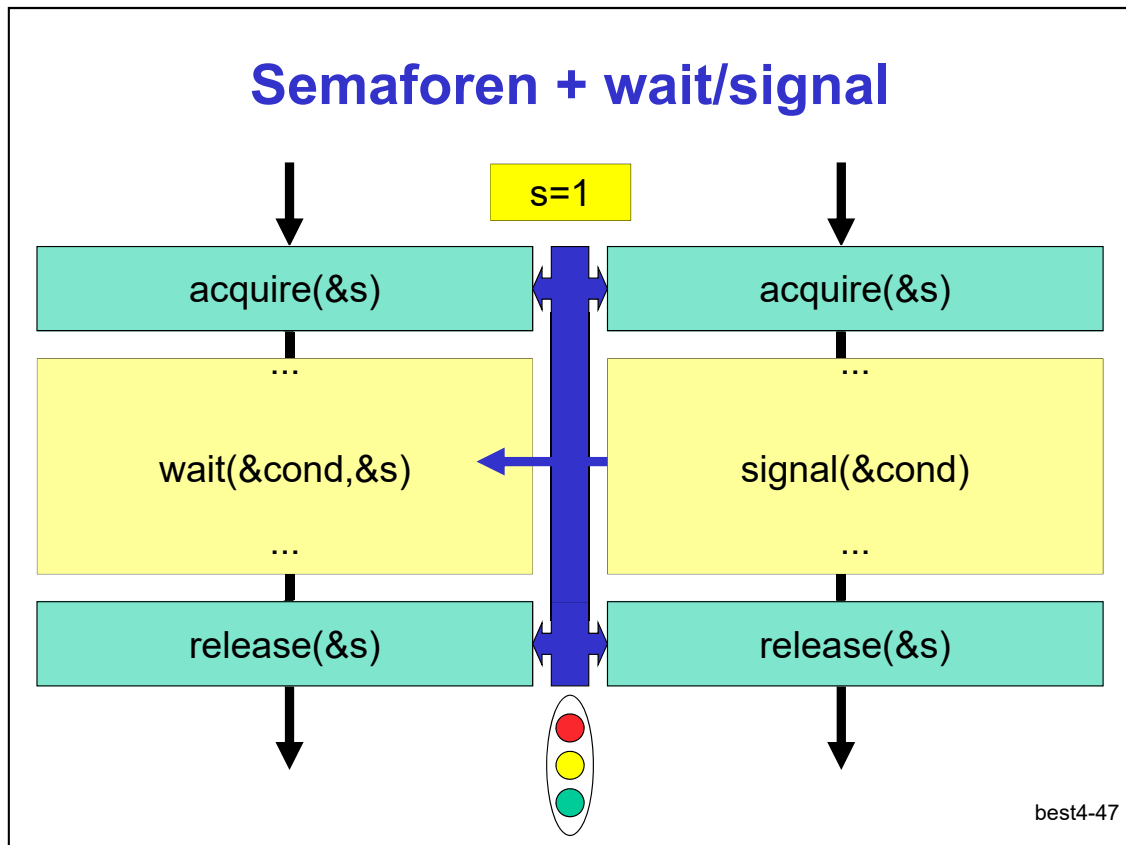 Semaforen + wait/signal
s=1
acquire(&s)
acquire(&s)
...
...
wait(&cond,&s)
signal(&cond)
...
...
release(&s)
release(&s)
best4-47